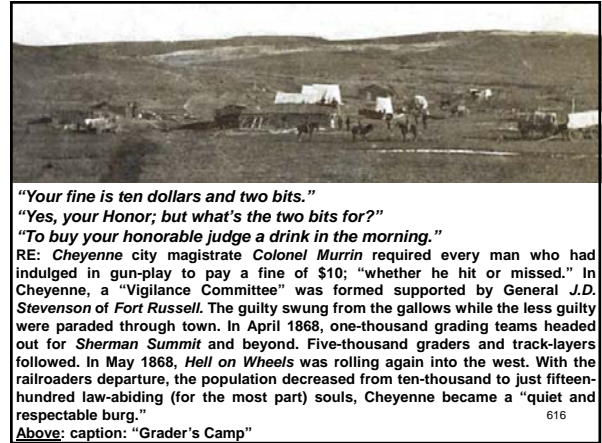 “Your fine is ten dollars and two bits.”
“Yes, your Honor; but what’s the two bits for?”
“To buy your honorable judge a drink in the morning.”
RE: Cheyenne city magistrate Colonel Murrin required every man who had
indulged in gun-play to pay a fine of $10; “whether he hit or missed.” In
Cheyenne, a “Vigilance Committee” was formed supported by General J.D.
Stevenson of Fort Russell. The guilty swung from the gallows while the less guilty
were paraded through town. In April 1868, one-thousand grading teams headed
out for Sherman Summit and beyond. Five-thousand graders and track-layers
followed. In May 1868, Hell on Wheels was rolling again into the west. With the
railroaders departure, the population decreased from ten-thousand to just fifteen-
hundred law-abiding (for the most part) souls, Cheyenne became a “quiet and
respectable burg.”
616
Above: caption: “Grader’s Camp”